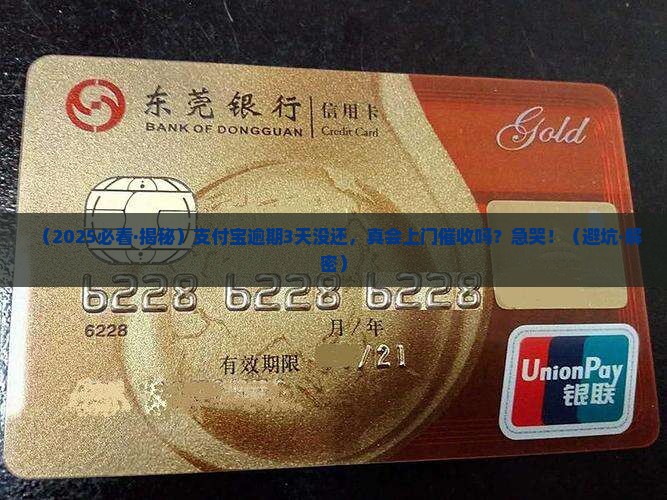 东莞银行 信用卡
BANK OF DONGGUAN Credit Card
Gold
（2025必看·揭秘）支付宝逾期3天没还，真会上门催收吗？急哭！（避坑·解
密）
6228 6228 6228
6228
月/年
有效期限 /21
UnionPay
银联